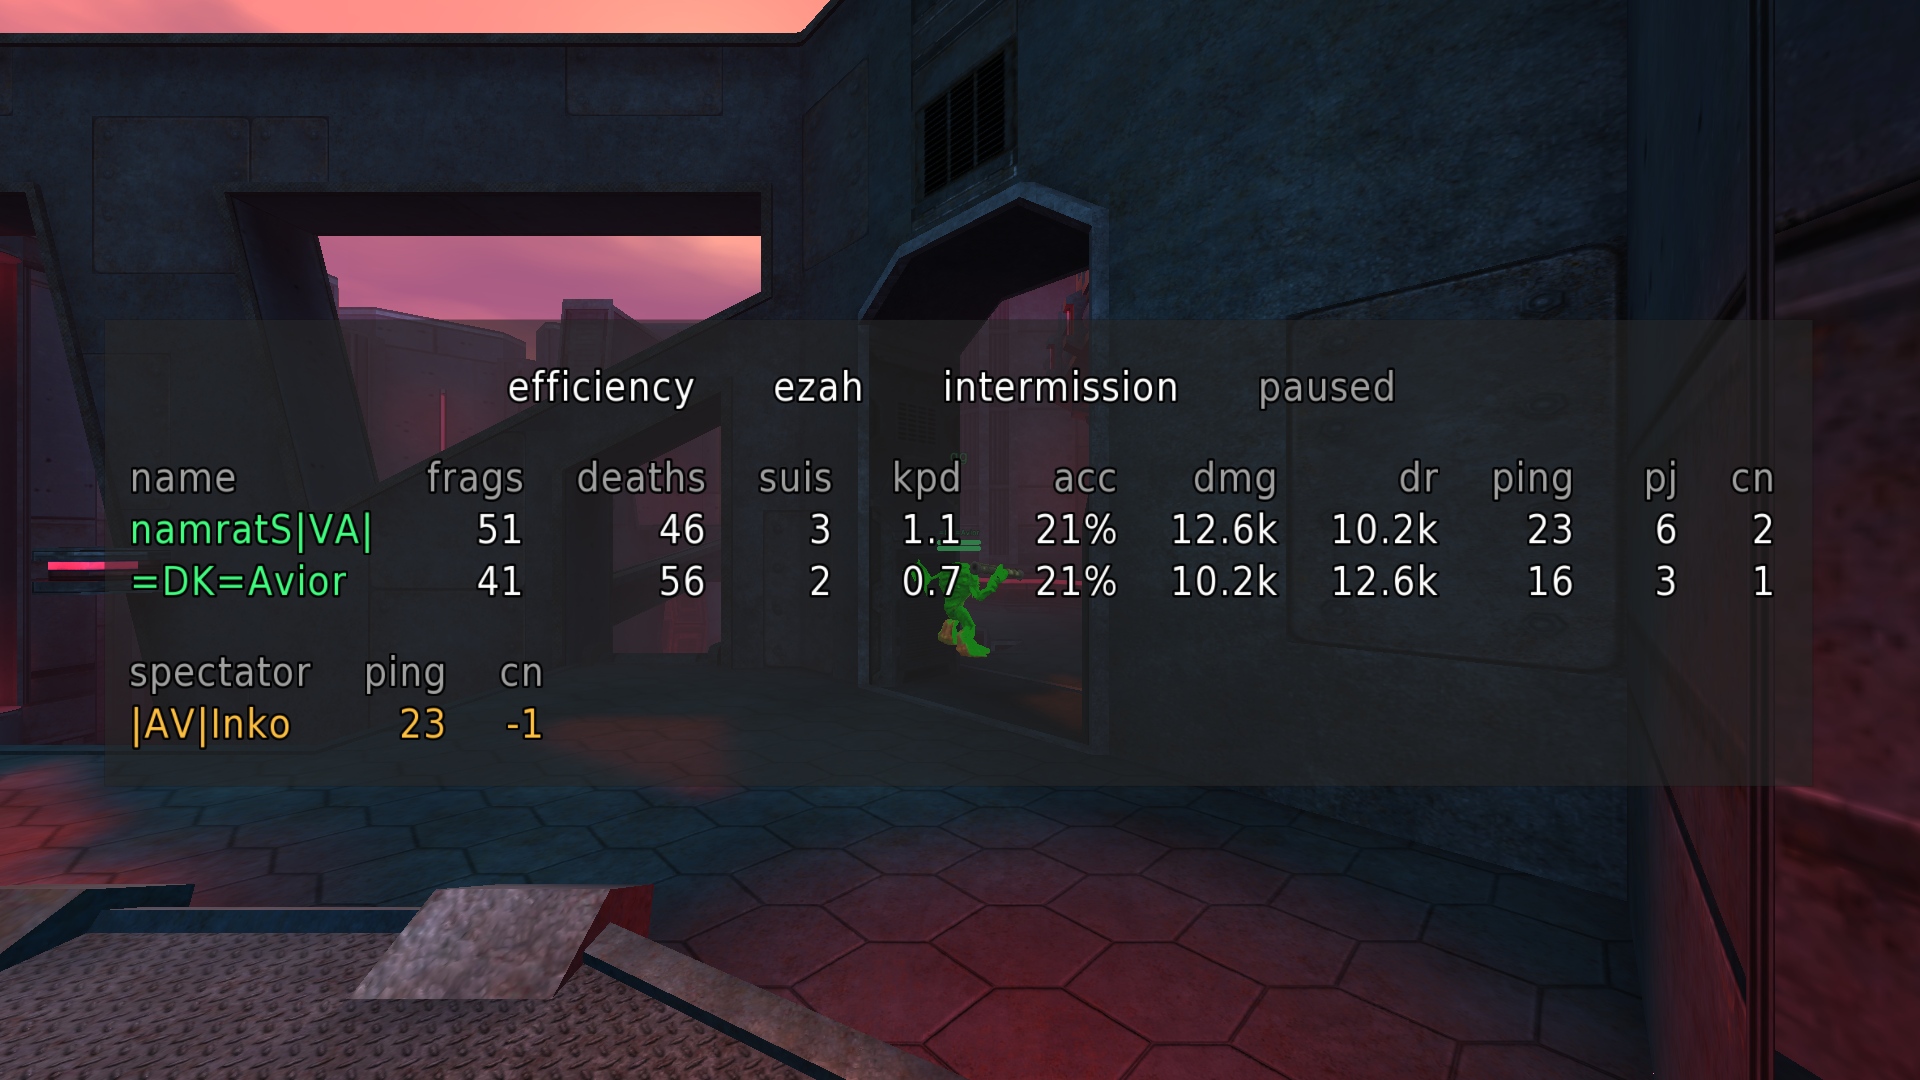 efficiency ezah intermission paused
name frags deaths suis kpd acc dmg dr ping pj cn
namratS|VA| 51 46 3 1.1 21% 12.6k 10.2k 23 6 2
=DK=Avior 41 56 2 0.7 21% 10.2k 12.6k 16 3 1
spectator ping cn
|AV|Inko 23 -1